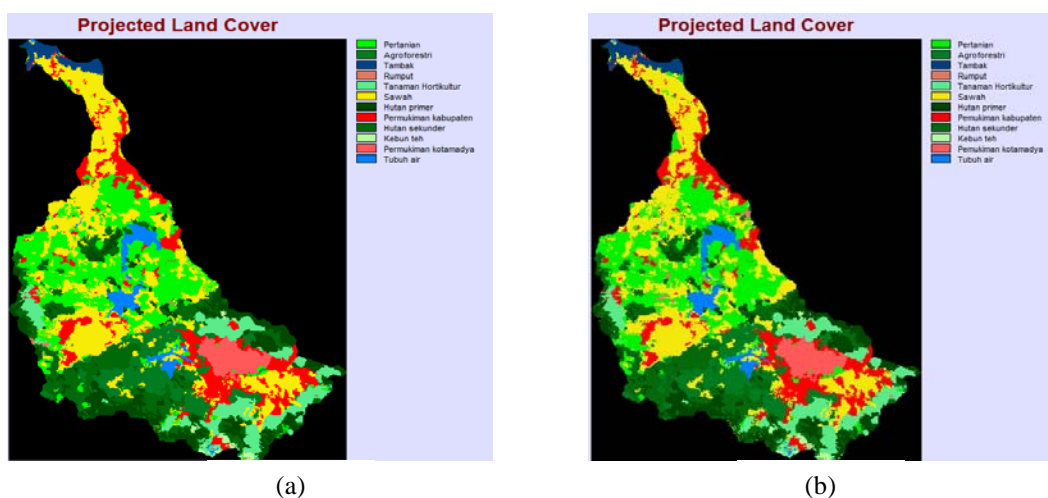 Projected Land Cover
Pertanian
Agroforestri
Tambak
Rumput
Tanaman Hortikultur
Sawah
Hutan primer
Permukiman kabupaten
Hutan sekunder
Kebun teh
Permukiman kotamadya
Tubuh air
(a)
Projected Land Cover
Pertanian
Agroforestri
Tambak
Rumput
Tanaman Hortikultur
Sawah
Hutan primer
Pemukiman kabupaten
Hutan sekunder
Kebun teh
Pemukiman kotamadya
Tubuh air
(b)